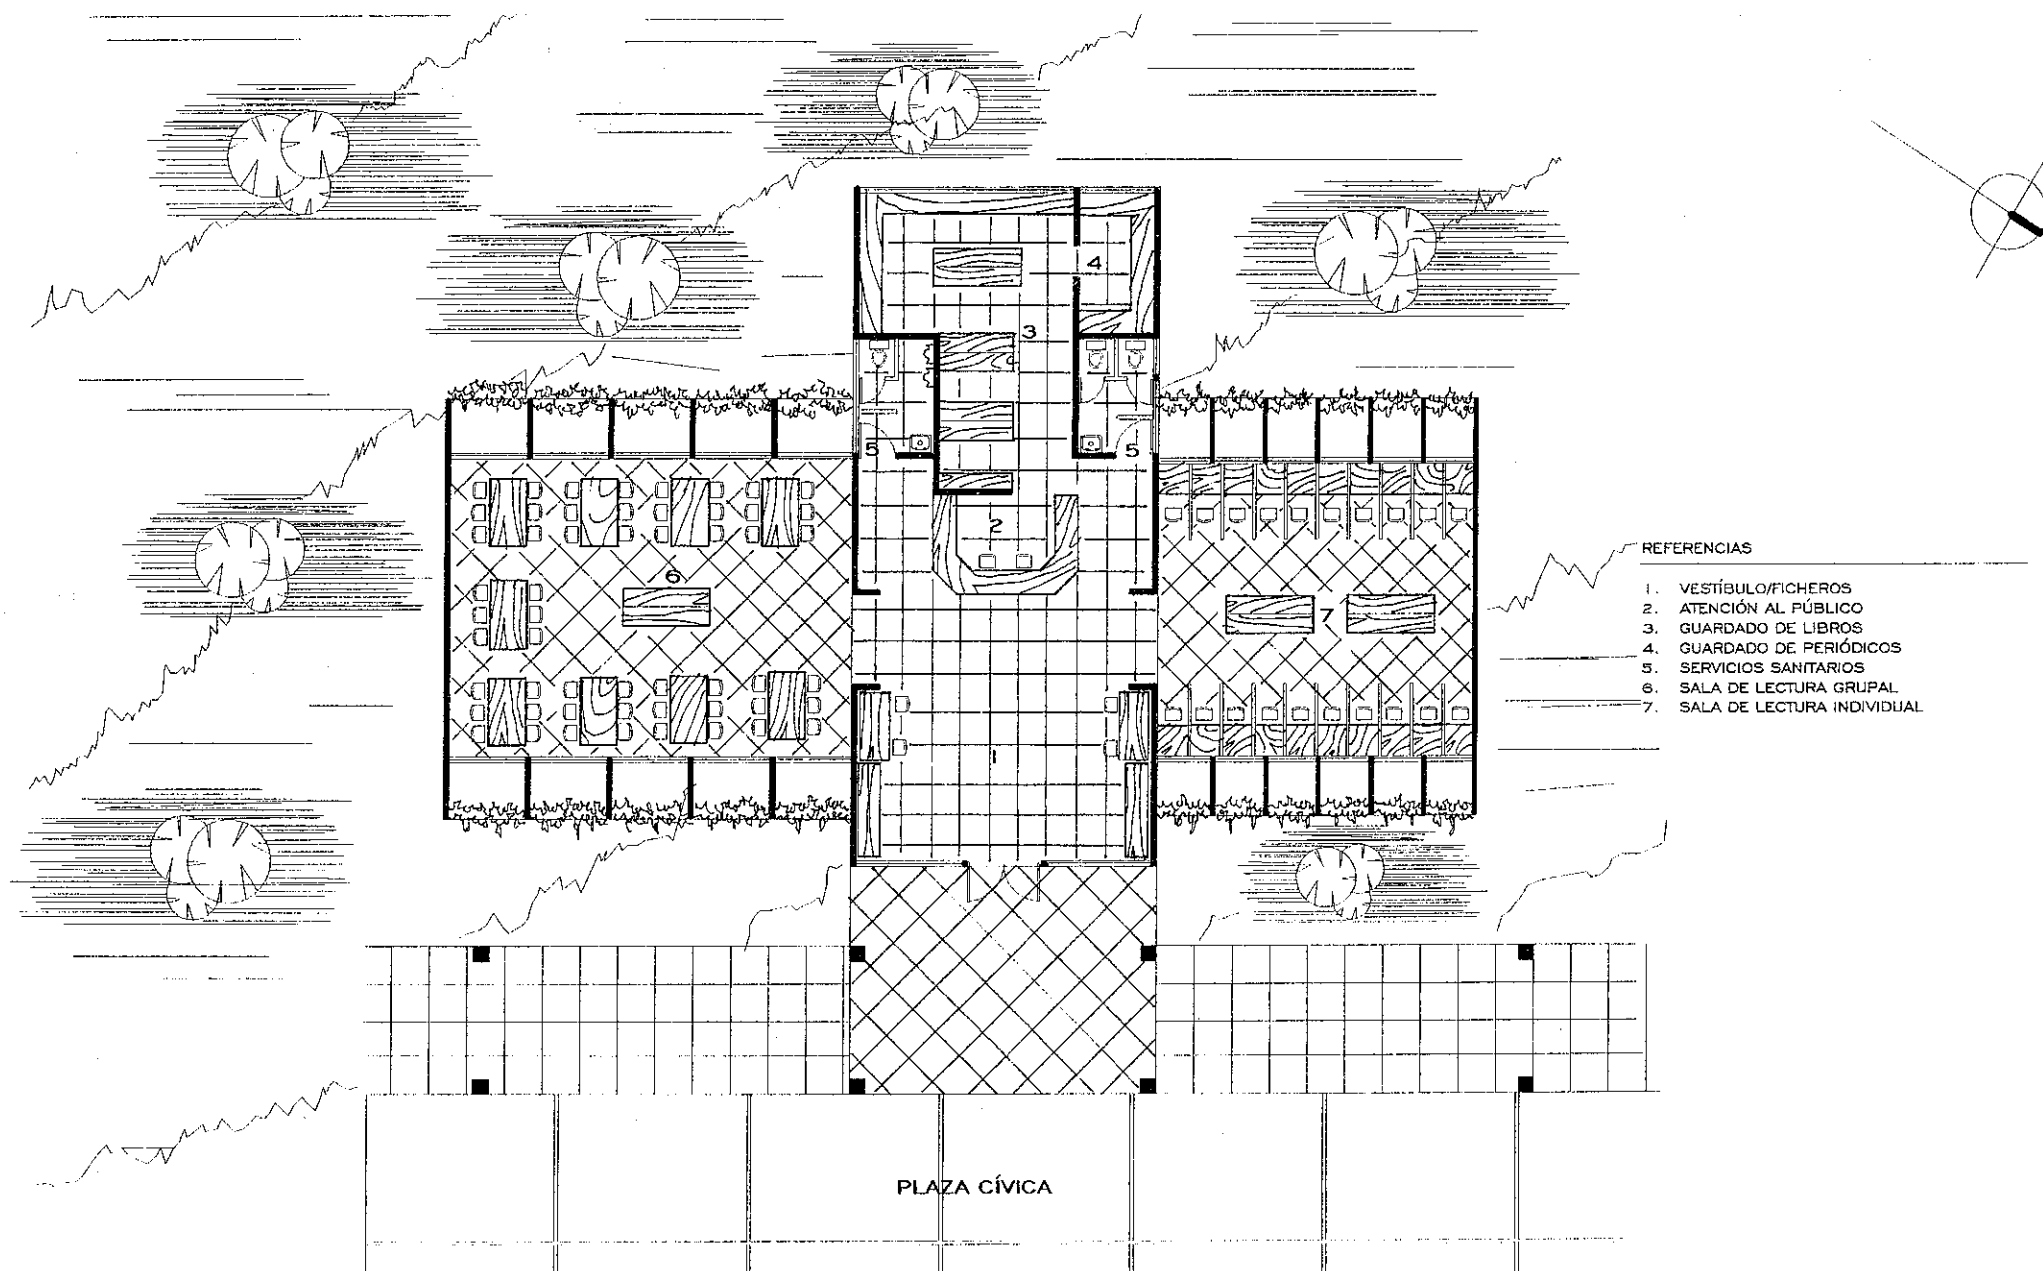 4
3
5
5
2
6
7
1
REFERENCIAS
1. VESTÍBULO/FICHEROS
2. ATENCIÓN AL PÚBLICO
3. GUARDADO DE LIBROS
4. GUARDADO DE PERIÓDICOS
5. SERVICIOS SANITARIOS
6. SALA DE LECTURA GRUPAL
7. SALA DE LECTURA INDIVIDUAL
PLAZA CÍVICA